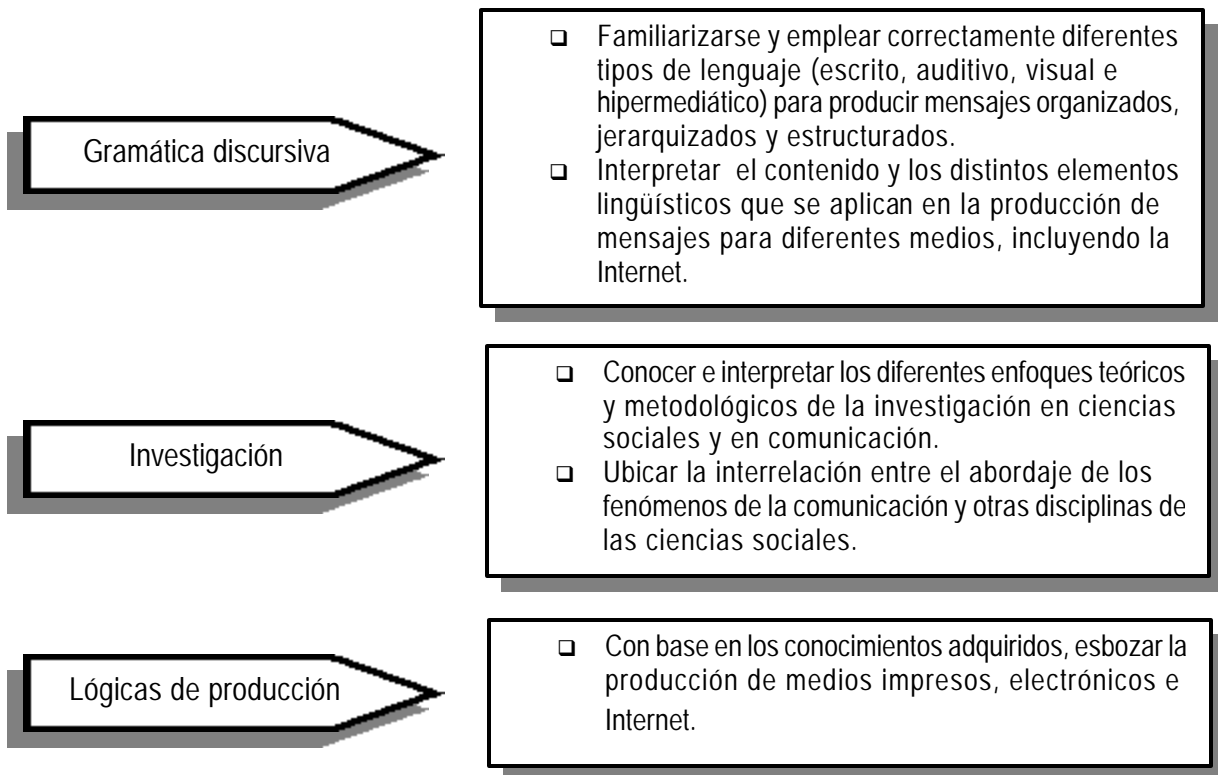 Gramática discursiva
❑ Familiarizarse y emplear correctamente diferentes
tipos de lenguaje (escrito, auditivo, visual e
hipermediático) para producir mensajes organizados,
jerarquizados y estructurados.
❑ Interpretar el contenido y los distintos elementos
lingüísticos que se aplican en la producción de
mensajes para diferentes medios, incluyendo la
Internet.
Investigación
❑ Conocer e interpretar los diferentes enfoques teóricos
y metodológicos de la investigación en ciencias
sociales y en comunicación.
❑ Ubicar la interrelación entre el abordaje de los
fenómenos de la comunicación y otras disciplinas de
las ciencias sociales.
Lógicas de producción
❑ Con base en los conocimientos adquiridos, esbozar la
producción de medios impresos, electrónicos e
Internet.